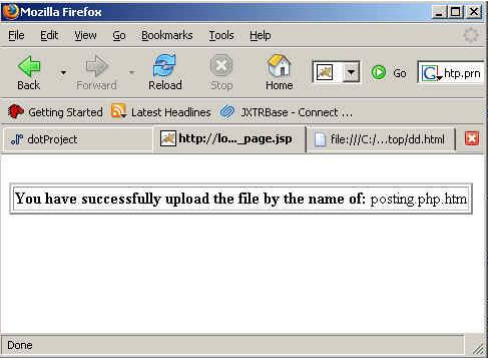 Mozilla Firefox
File Edit View Go Bookmarks Tools Help
Back Forward Reload Stop Home Go G, htp.prn
Getting Started Latest Headlines JXTRBase - Connect ...
dotProject http://lo..._page.jsp file:///C:/...top/dd.html
You have successfully upload the file by the name of: posting.php.htm
Done